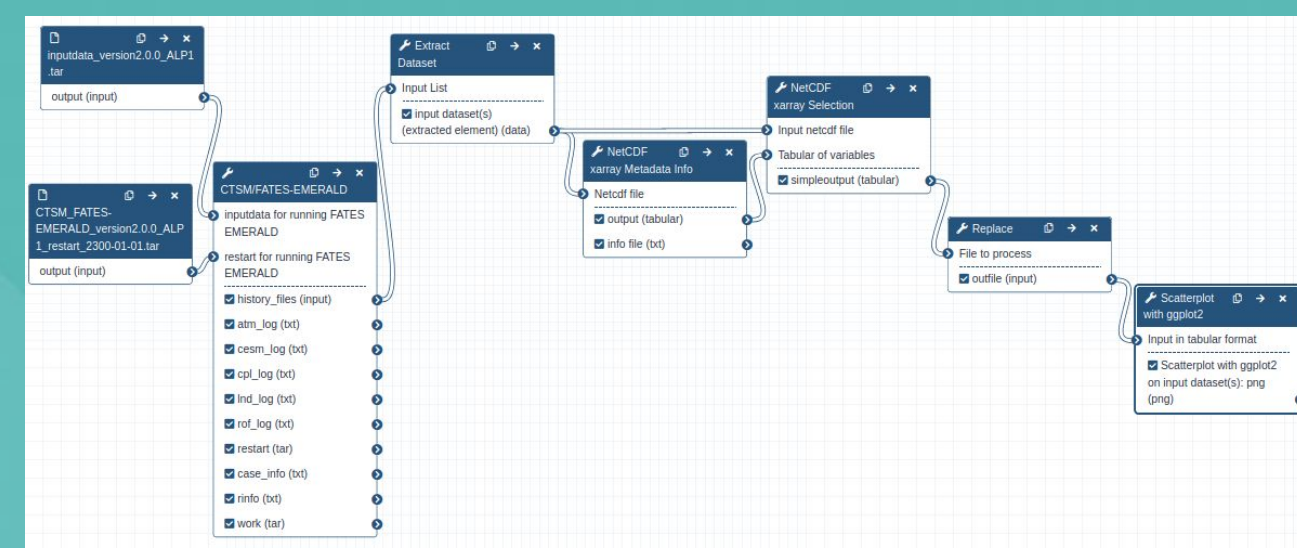 inputdata_version2.0.0_ALP1
.tar
output (input)
CTSM_FATES-
EMERALD_version2.0.0_ALP
1_restart_2300-01-01.tar
output (input)
CTSM/FATES-EMERALD
inputdata for running FATES
EMERALD
restart for running FATES
EMERALD
history_files (input)
atm_log (txt)
cesm_log (txt)
cpl_log (txt)
lnd_log (txt)
rof_log (txt)
restart (tar)
case_info (txt)
rinfo (txt)
work (tar)
Extract
Dataset
Input List
input dataset(s)
(extracted element) (data)
NetCDF
xarray Metadata Info
Netcdf file
output (tabular)
info file (txt)
NetCDF
xarray Selection
Input netcdf file
Tabular of variables
simpleoutput (tabular)
Replace
File to process
outfile (input)
Scatterplot
with ggplot2
Input in tabular format
Scatterplot with ggplot2
on input dataset(s): png
(png)